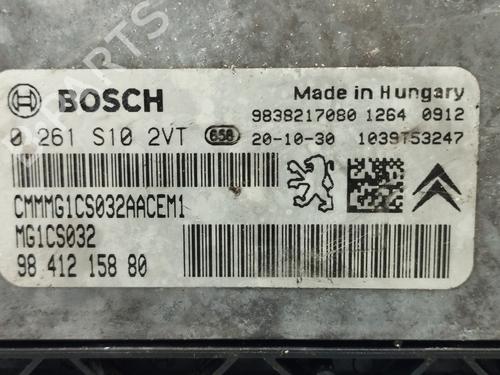 BOSCH
Made in Hungary
9838217080 1264 0912
0 261 S10 2VT 658 20-10-30 1039T53247
CMMMG1CS032AACEM1
MG1CS032
98 412 158 80